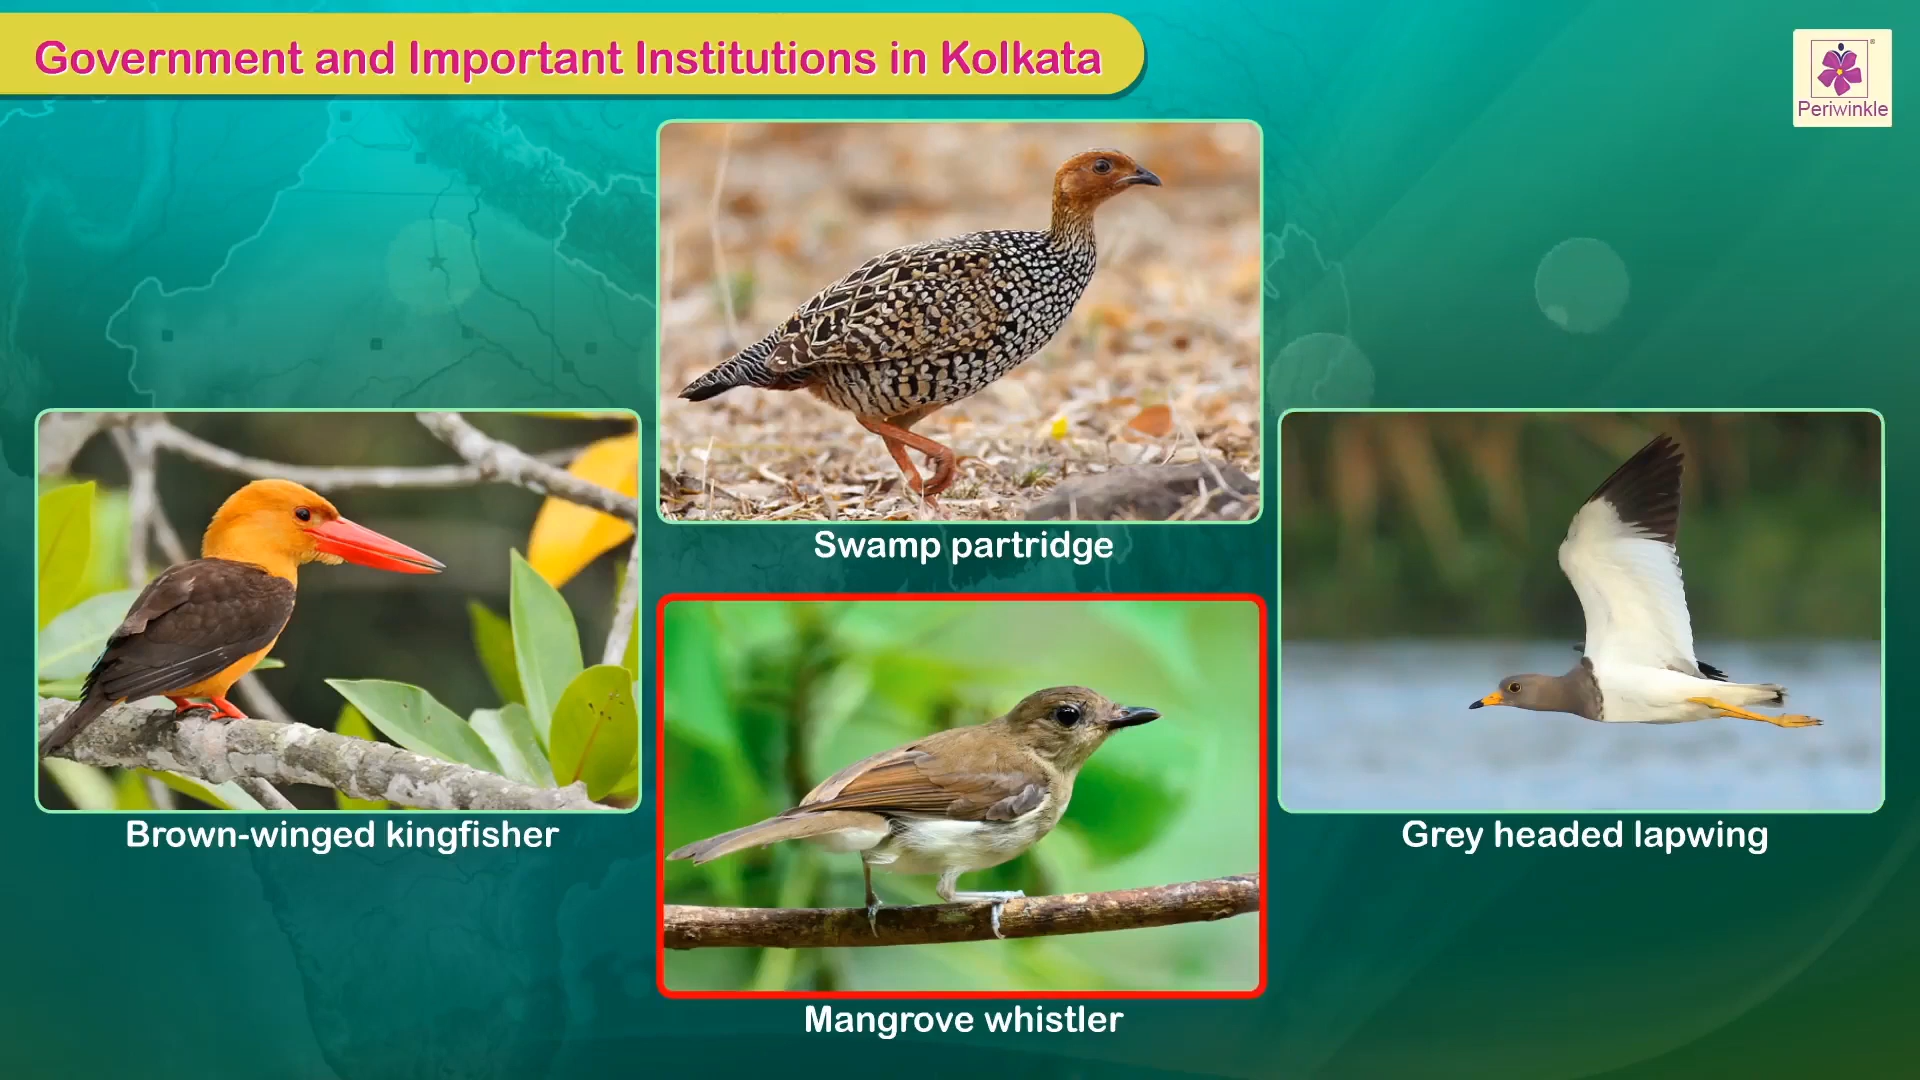 Government and Important Institutions in Kolkata
Periwinkle
Swamp partridge
Brown-winged kingfisher
Grey headed lapwing
Mangrove whistler